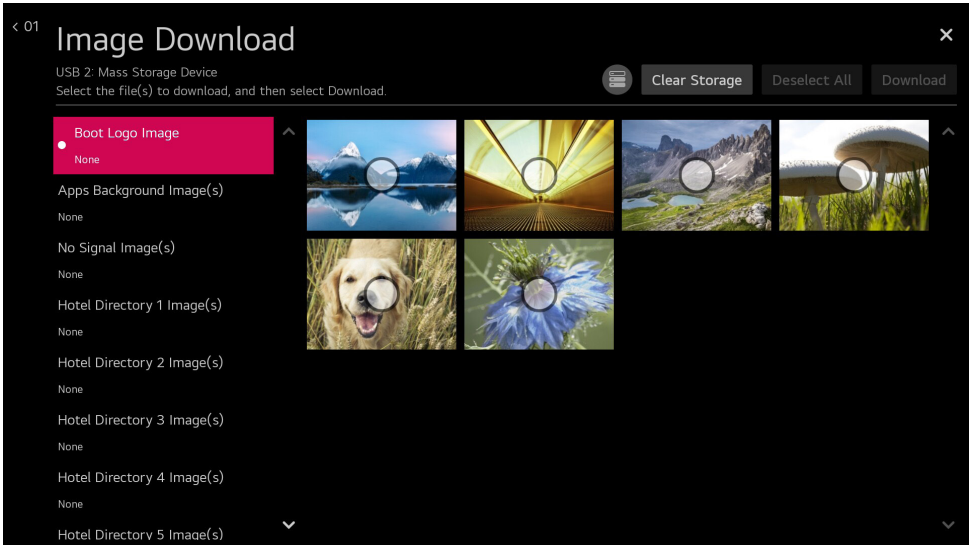 < 01
Image Download
USB 2: Mass Storage Device
Select the file(s) to download, and then select Download.
Clear Storage
Deselect All
Download
Boot Logo Image
None
Apps Background Image(s)
None
No Signal Image(s)
None
Hotel Directory 1 Image(s)
None
Hotel Directory 2 Image(s)
None
Hotel Directory 3 Image(s)
None
Hotel Directory 4 Image(s)
None
Hotel Directory 5 Image(s)